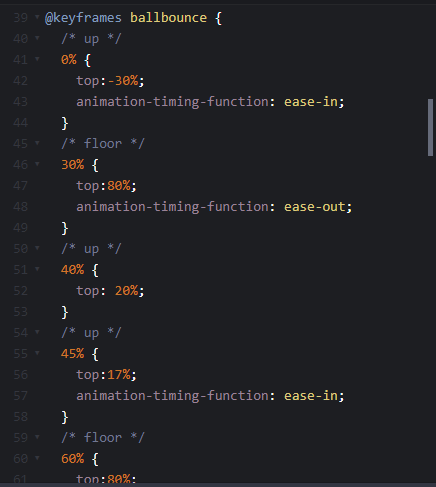 39 @keyframes ballbounce {
40 /* up */
41 0% {
42 top:-30%;
43 animation-timing-function: ease-in;
44 }
45 /* floor */
46 30% {
47 top:80%;
48 animation-timing-function: ease-out;
49 }
50 /* up */
51 40% {
52 top: 20%;
53 }
54 /* up */
55 45% {
56 top:17%;
57 animation-timing-function: ease-in;
58 }
59 /* floor */
60 60% {
61 top:80%;